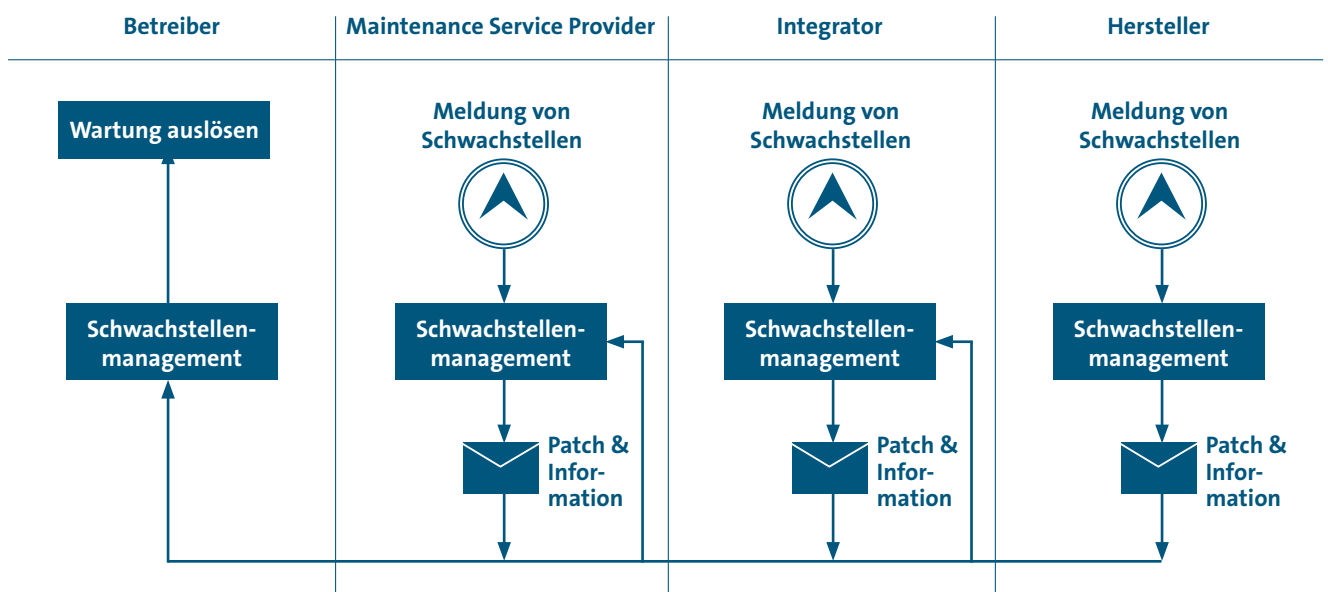 Betreiber
Maintenance Service Provider
Integrator
Hersteller
Wartung auslösen
Meldung von
Schwachstellen
Meldung von
Schwachstellen
Meldung von
Schwachstellen
Schwachstellen-
management
Schwachstellen-
management
Schwachstellen-
management
Schwachstellen-
management
Patch &
Infor-
mation
Patch &
Infor-
mation
Patch &
Infor-
mation